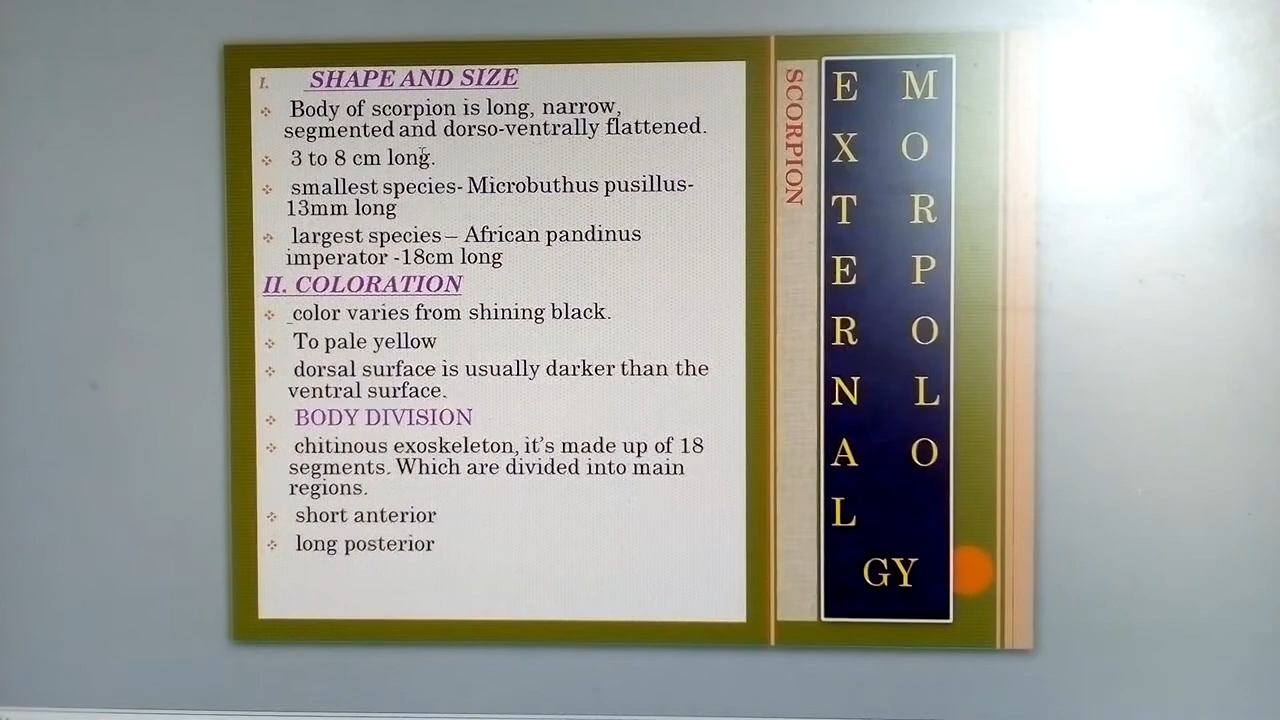 I. SHAPE AND SIZE
❖ Body of scorpion is long, narrow,
segmented and dorso-ventrally flattened.
❖ 3 to 8 cm long.
❖ smallest species- Microbuthus pusillus-
13mm long
❖ largest species – African pandinus
imperator -18cm long
II. COLORATION
❖ color varies from shining black.
❖ To pale yellow
❖ dorsal surface is usually darker than the
ventral surface.
❖ BODY DIVISION
❖ chitinous exoskeleton, it's made up of 18
segments. Which are divided into main
regions.
❖ short anterior
❖ long posterior
SCORPION
E M
X O
T R
E P
R O
N L
A O
L
GY